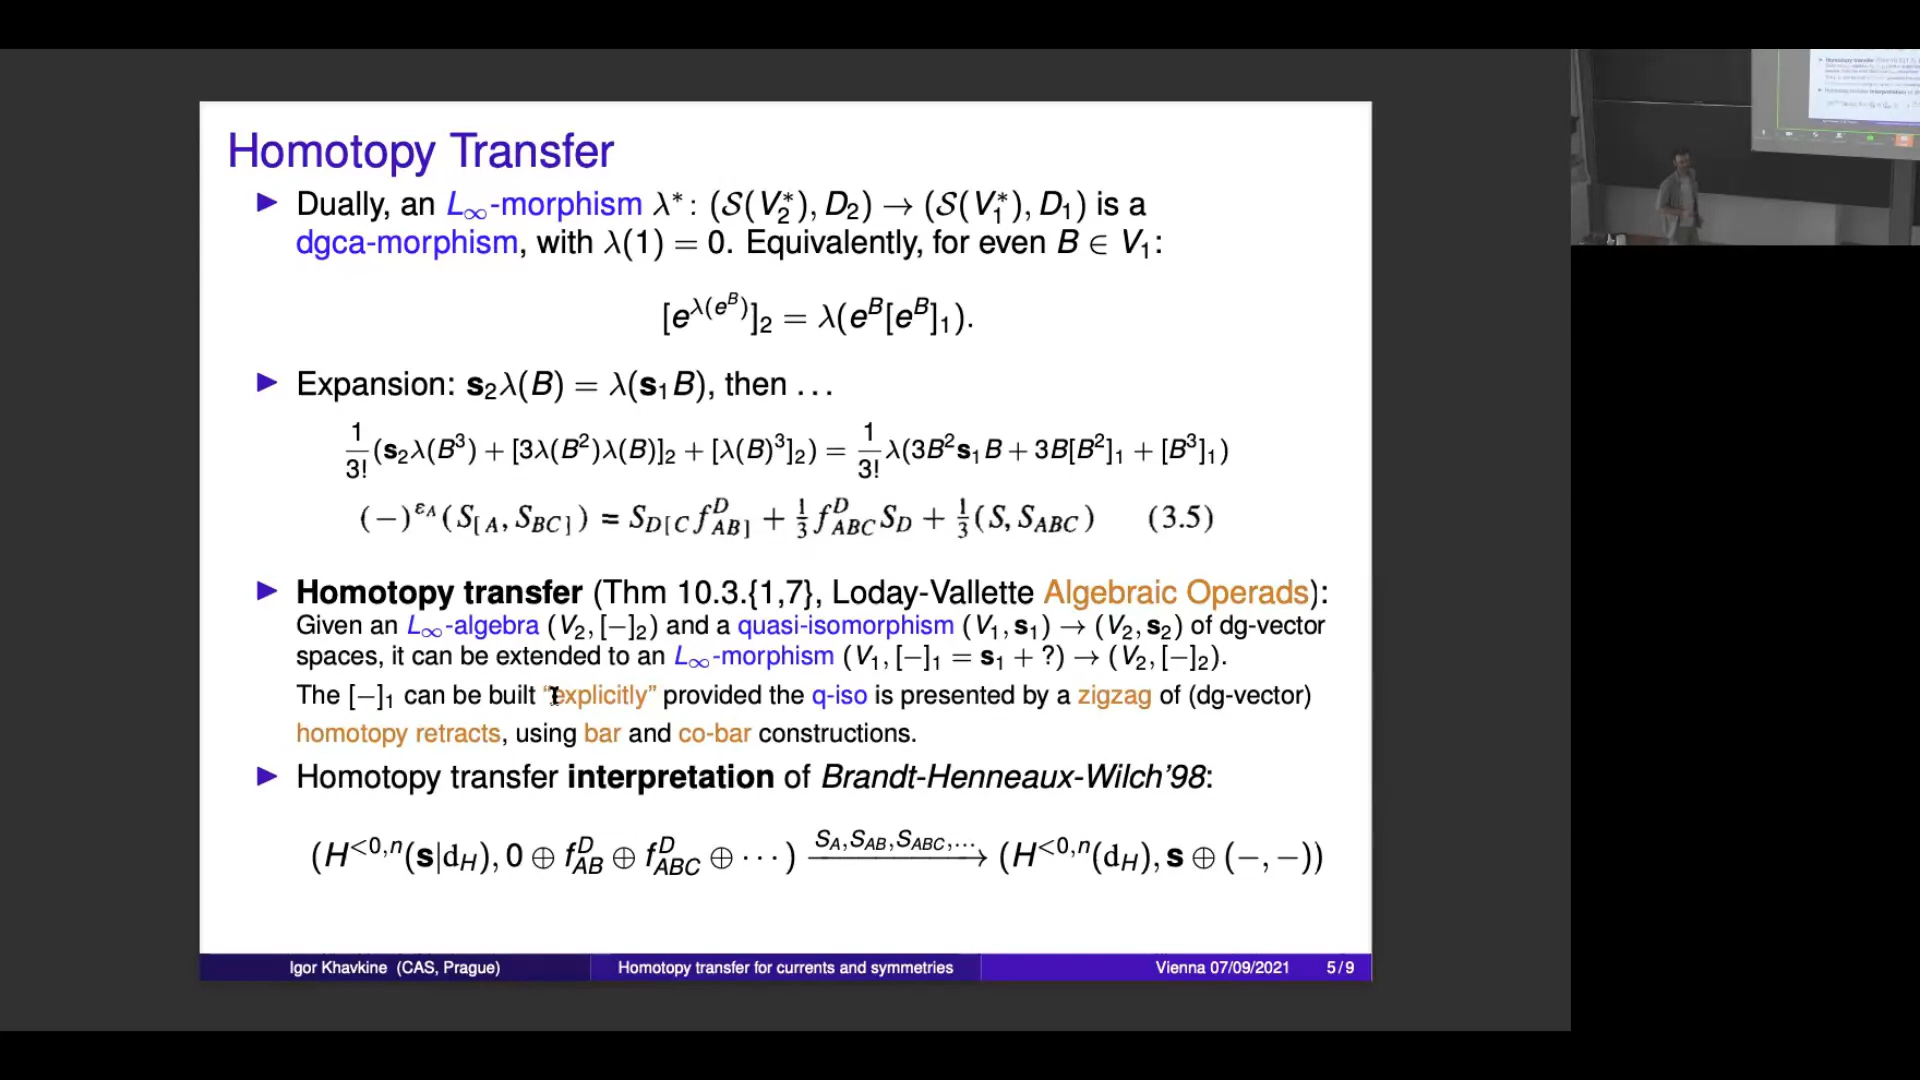 Homotopy Transfer
▶ Dually, an L∞-morphism λ* : (S(V₂*), D₂) → (S(V₁*), D₁) is a
dgca-morphism, with λ(1) = 0. Equivalently, for even B ∈ V₁:
[e^{λ(e^B)}]₂ = λ(e^B[e^B]₁).
▶ Expansion: s₂λ(B) = λ(s₁B), then . . .
1/3! (s₂λ(B³) + [3λ(B²)λ(B)]₂ + [λ(B)³]₂) = 1/3! λ(3B²s₁B + 3B[B²]₁ + [B³]₁)
(−)^{ε_A}(S_{[A}, S_{BC]}) = S_{D[C} f^D_{AB]} + 1/3 f^D_{ABC} S_D + 1/3 (S, S_{ABC}) (3.5)
▶ Homotopy transfer (Thm 10.3.{1,7}, Loday-Vallette Algebraic Operads):
Given an L∞-algebra (V₂, [−]₂) and a quasi-isomorphism (V₁, s₁) → (V₂, s₂) of dg-vector
spaces, it can be extended to an L∞-morphism (V₁, [−]₁ = s₁ + ?) → (V₂, [−]₂).
The [−]₁ can be built “explicitly” provided the q-iso is presented by a zigzag of (dg-vector)
homotopy retracts, using bar and co-bar constructions.
▶ Homotopy transfer interpretation of Brandt-Henneaux-Wilch’98:
S_A,S_{AB},S_{ABC},...
(H^{<0,n}(s|d_H), 0 ⊕ f^D_{AB} ⊕ f^D_{ABC} ⊕ · · · ) ⟶ (H^{<0,n}(d_H), s ⊕ (−, −))
Igor Khavkine (CAS, Prague) Homotopy transfer for currents and symmetries Vienna 07/09/2021 5 / 9